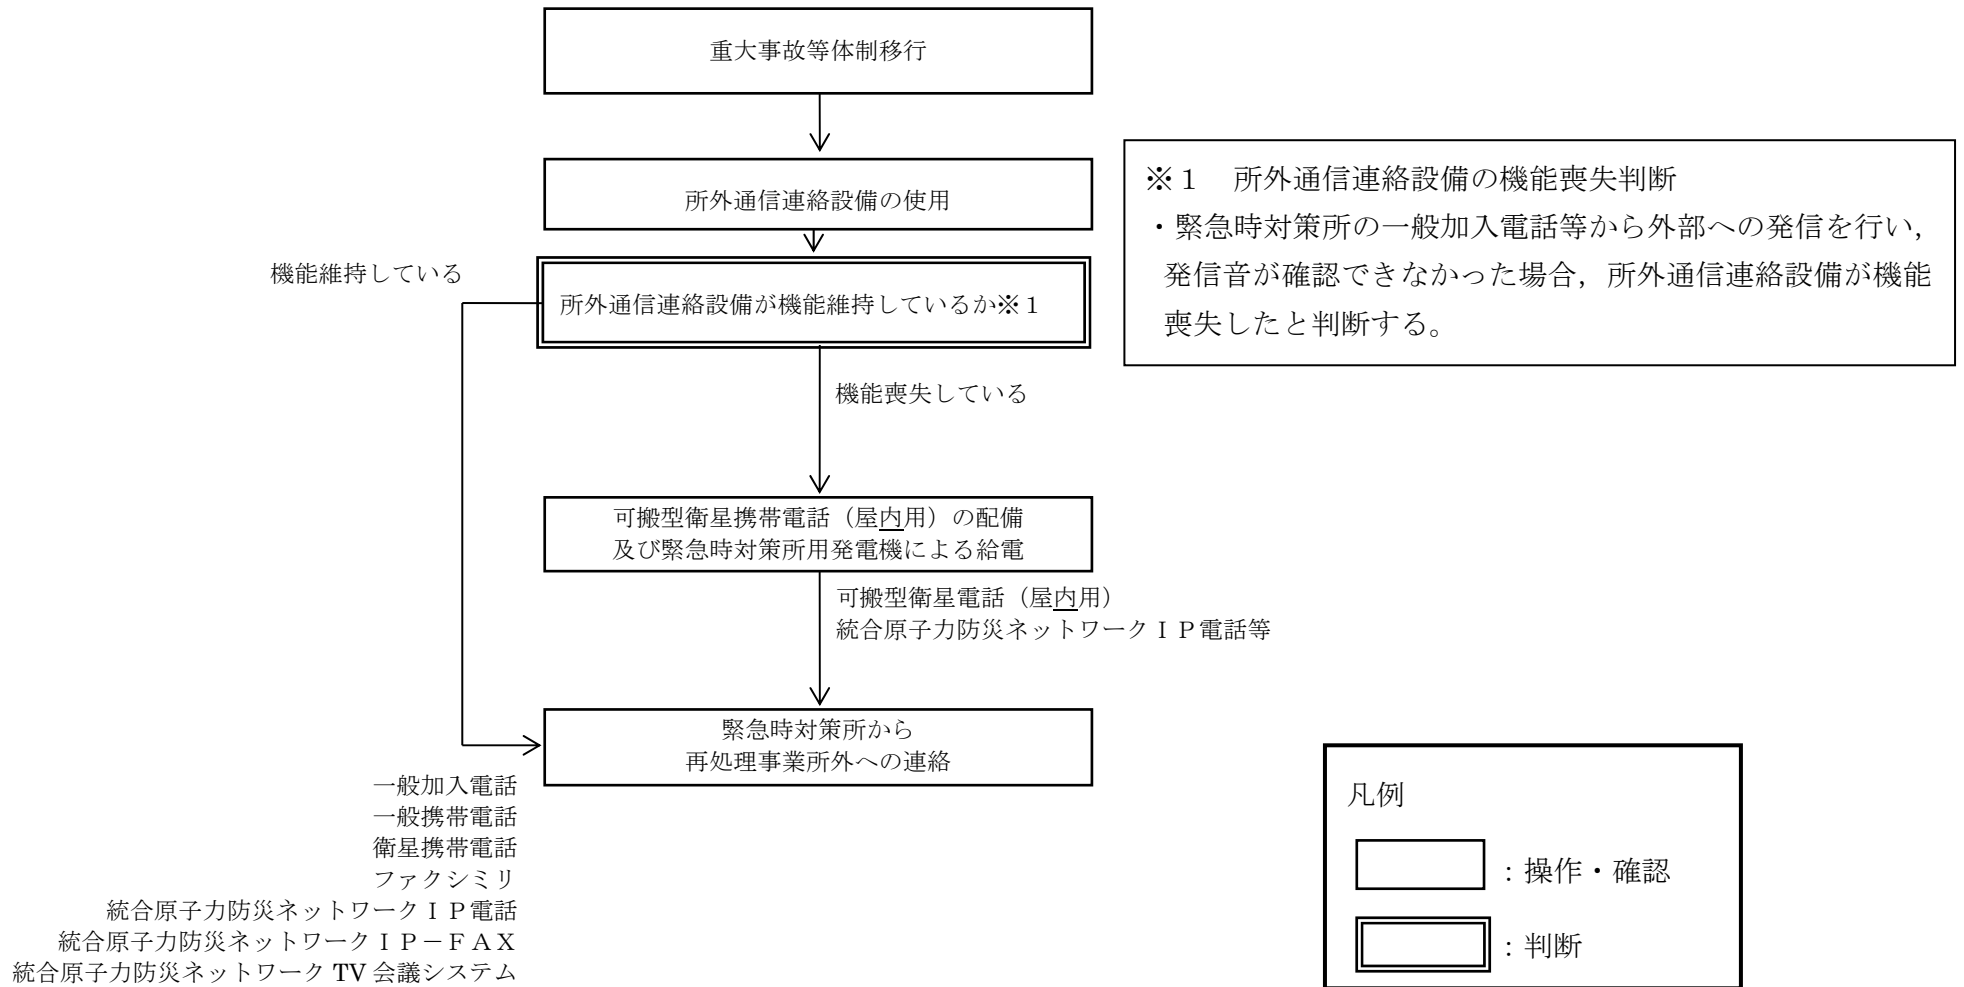 重大事故等体制移行
所外通信連絡設備の使用
機能維持している
所外通信連絡設備が機能維持しているか※１
※１　所外通信連絡設備の機能喪失判断
・緊急時対策所の一般加入電話等から外部への発信を行い，
発信音が確認できなかった場合，所外通信連絡設備が機能
喪失したと判断する。
機能喪失している
可搬型衛星携帯電話（屋内用）の配備
及び緊急時対策所用発電機による給電
可搬型衛星電話（屋内用）
統合原子力防災ネットワークＩＰ電話等
緊急時対策所から
再処理事業所外への連絡
一般加入電話
一般携帯電話
衛星携帯電話
ファクシミリ
統合原子力防災ネットワークＩＰ電話
統合原子力防災ネットワークＩＰ－ＦＡＸ
統合原子力防災ネットワーク TV 会議システム
凡例
：操作・確認
：判断